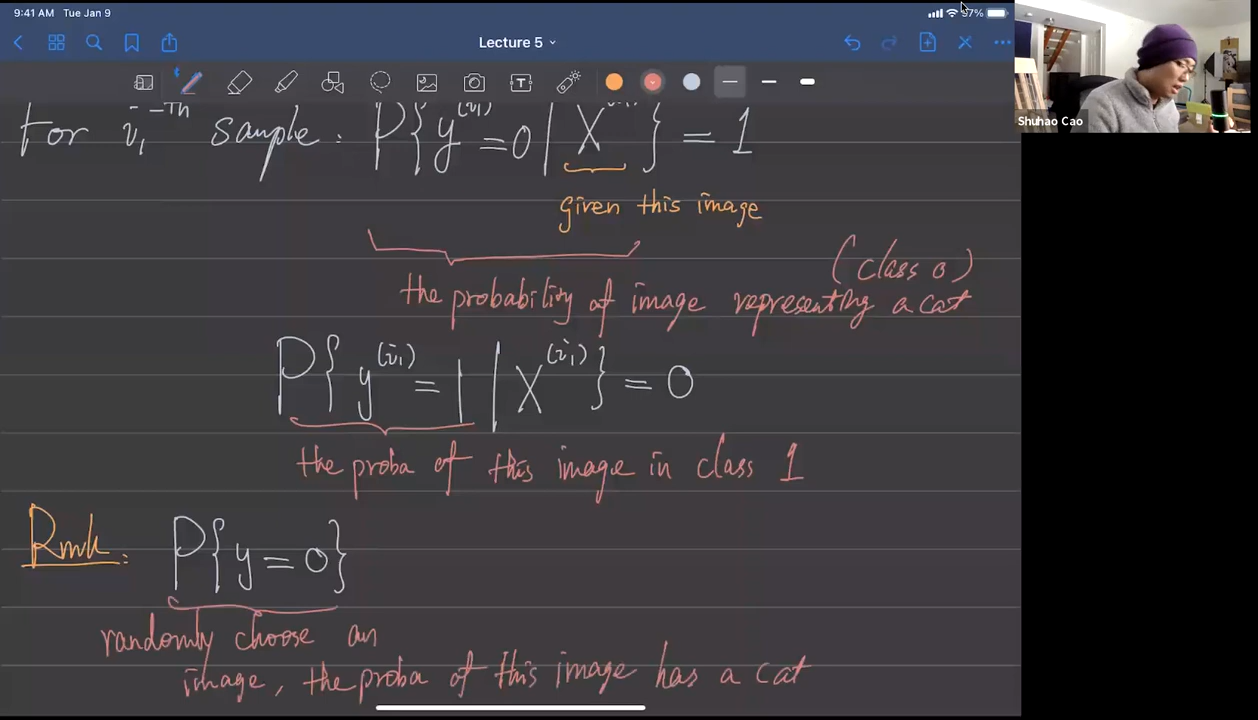 9:41 AM Tue Jan 9
97%
Lecture 5
Shuhao Cao
For i₁-th sample: P{y^(i₁)=0 | X^(i₁)} = 1
given this image
(class 0)
the probability of image representing a cat
P{y^(i₁)=1 | X^(i₁)} = 0
the proba of this image in class 1
Rmk: P{y=0}
randomly choose an
image, the proba of this image has a cat